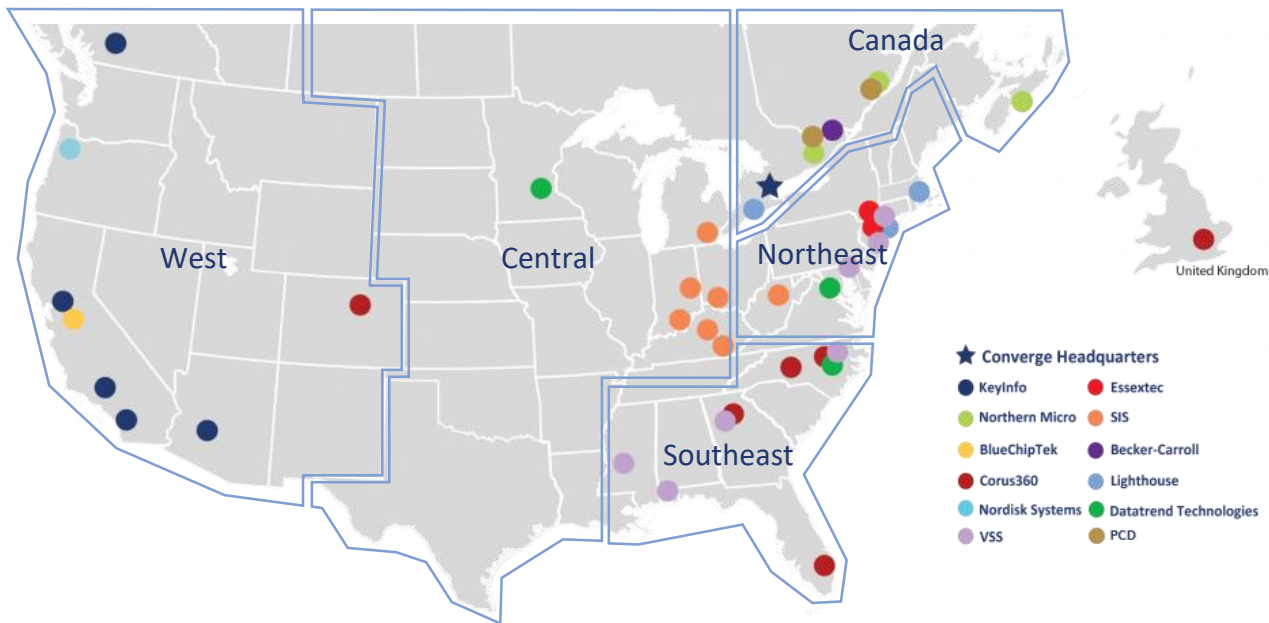 Canada
West
Central
Northeast
Southeast
United Kingdom
Converge Headquarters
KeyInfo
Essextec
Northern Micro
SIS
BlueChipTek
Becker-Carroll
Corus360
Lighthouse
Nordisk Systems
Datatrend Technologies
VSS
PCD